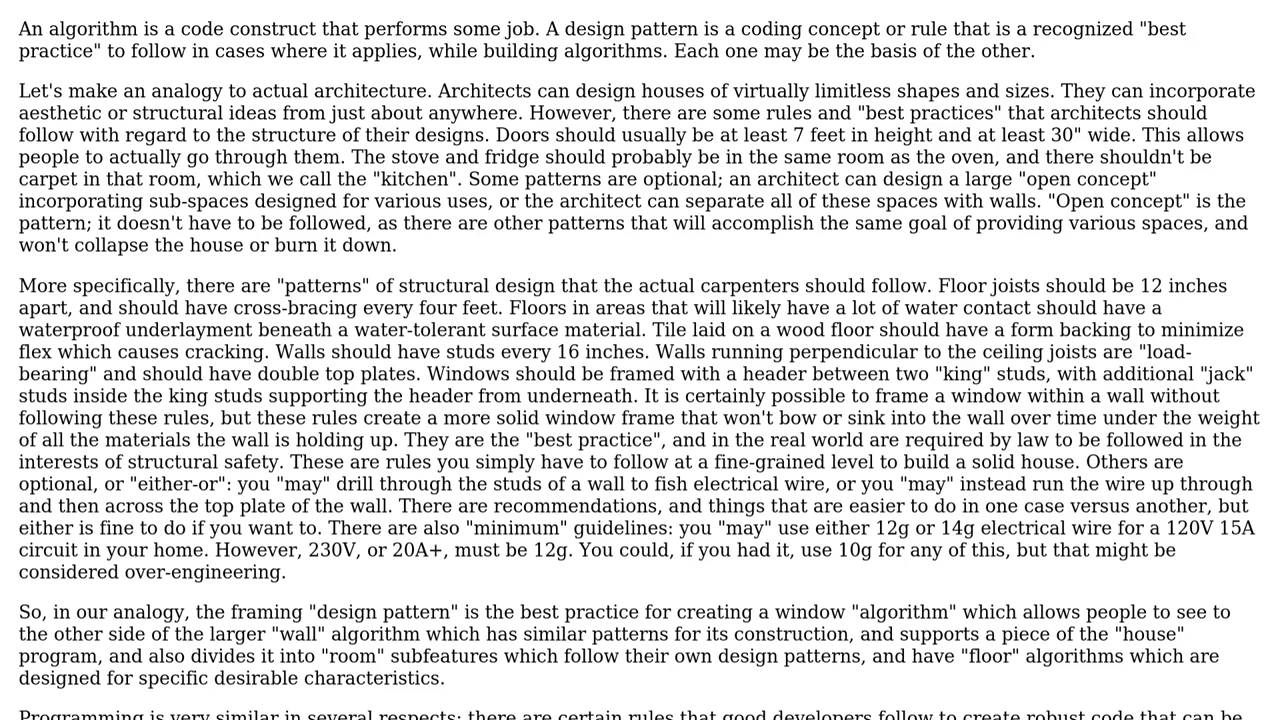 An algorithm is a code construct that performs some job. A design pattern is a coding concept or rule that is a recognized "best
practice" to follow in cases where it applies, while building algorithms. Each one may be the basis of the other.
Let's make an analogy to actual architecture. Architects can design houses of virtually limitless shapes and sizes. They can incorporate
aesthetic or structural ideas from just about anywhere. However, there are some rules and "best practices" that architects should
follow with regard to the structure of their designs. Doors should usually be at least 7 feet in height and at least 30" wide. This allows
people to actually go through them. The stove and fridge should probably be in the same room as the oven, and there shouldn't be
carpet in that room, which we call the "kitchen". Some patterns are optional; an architect can design a large "open concept"
incorporating sub-spaces designed for various uses, or the architect can separate all of these spaces with walls. "Open concept" is the
pattern; it doesn't have to be followed, as there are other patterns that will accomplish the same goal of providing various spaces, and
won't collapse the house or burn it down.
More specifically, there are "patterns" of structural design that the actual carpenters should follow. Floor joists should be 12 inches
apart, and should have cross-bracing every four feet. Floors in areas that will likely have a lot of water contact should have a
waterproof underlayment beneath a water-tolerant surface material. Tile laid on a wood floor should have a form backing to minimize
flex which causes cracking. Walls should have studs every 16 inches. Walls running perpendicular to the ceiling joists are "load-
bearing" and should have double top plates. Windows should be framed with a header between two "king" studs, with additional "jack"
studs inside the king studs supporting the header from underneath. It is certainly possible to frame a window within a wall without
following these rules, but these rules create a more solid window frame that won't bow or sink into the wall over time under the weight
of all the materials the wall is holding up. They are the "best practice", and in the real world are required by law to be followed in the
interests of structural safety. These are rules you simply have to follow at a fine-grained level to build a solid house. Others are
optional, or "either-or": you "may" drill through the studs of a wall to fish electrical wire, or you "may" instead run the wire up through
and then across the top plate of the wall. There are recommendations, and things that are easier to do in one case versus another, but
either is fine to do if you want to. There are also "minimum" guidelines: you "may" use either 12g or 14g electrical wire for a 120V 15A
circuit in your home. However, 230V, or 20A+, must be 12g. You could, if you had it, use 10g for any of this, but that might be
considered over-engineering.
So, in our analogy, the framing "design pattern" is the best practice for creating a window "algorithm" which allows people to see to
the other side of the larger "wall" algorithm which has similar patterns for its construction, and supports a piece of the "house"
program, and also divides it into "room" subfeatures which follow their own design patterns, and have "floor" algorithms which are
designed for specific desirable characteristics.
Programming is very similar in several respects; there are certain rules that good developers follow to create robust code that can be